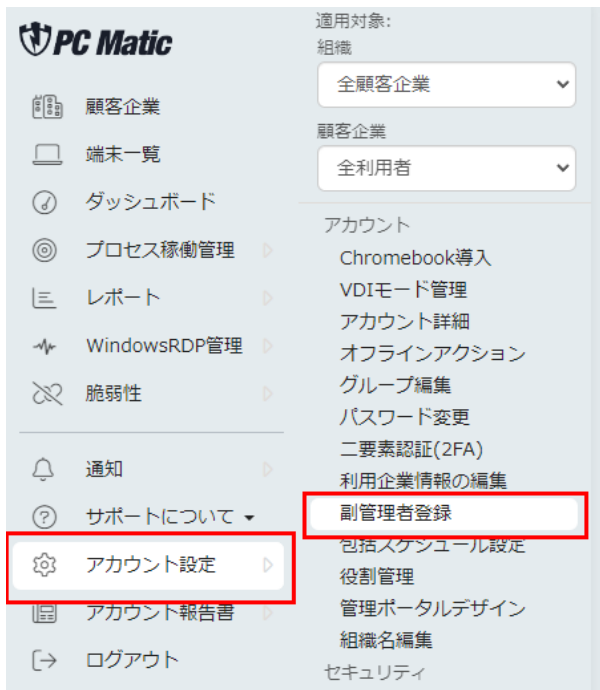 PC Matic
顧客企業
端末一覧
ダッシュボード
プロセス稼働管理
レポート
WindowsRDP管理
脆弱性
通知
サポートについて
アカウント設定
アカウント報告書
ログアウト
適用対象:
組織
全顧客企業
顧客企業
全利用者
アカウント
Chromebook導入
VDIモード管理
アカウント詳細
オフラインアクション
グループ編集
パスワード変更
二要素認証(2FA)
利用企業情報の編集
副管理者登録
包括スケジュール設定
役割管理
管理ポータルデザイン
組織名編集
セキュリティ